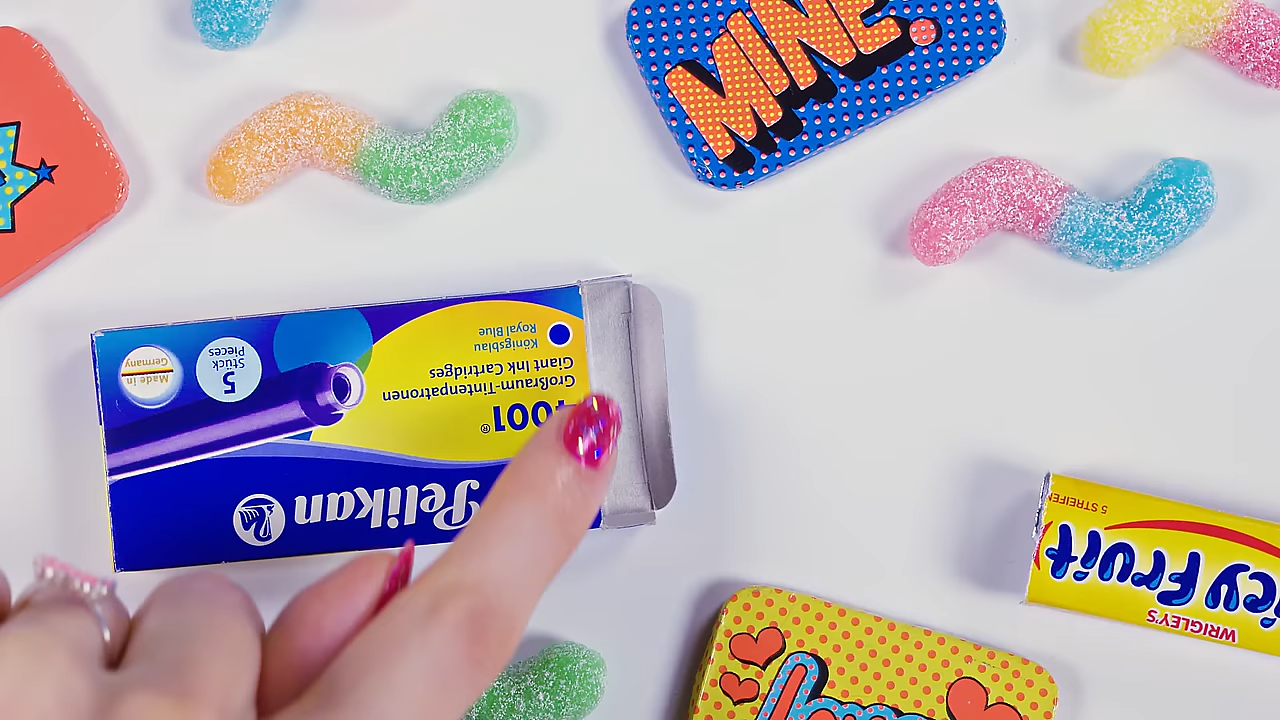 MINE.
Pelikan
4001®
Großraum-Tintenpatronen
Giant Ink Cartridges
Königsblau
Royal Blue
5
Stück
Pieces
Made in
Germany
WRIGLEY'S
5 STREIFEN